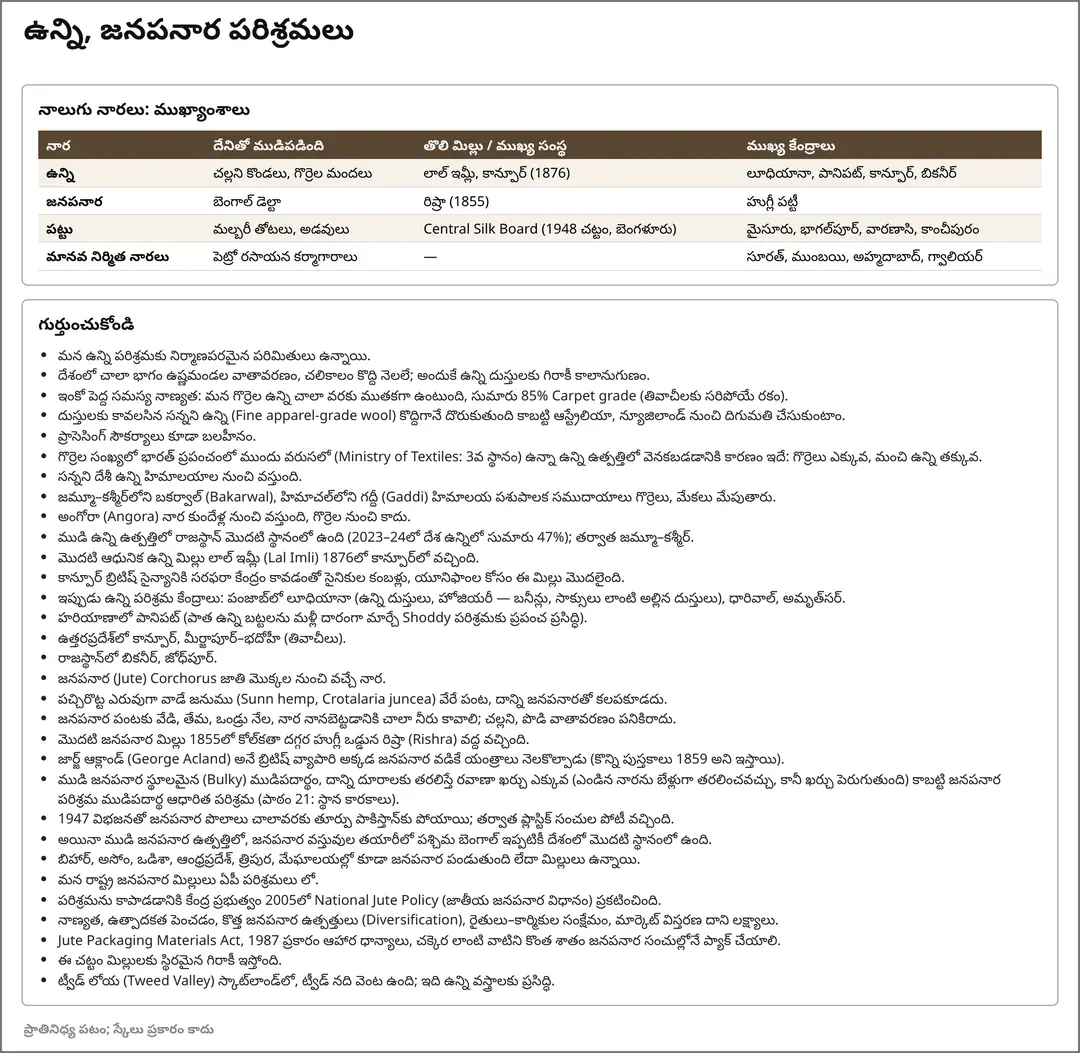 ఉన్ని, జనపనార పరిశ్రమలు
నాలుగు నారలు: ముఖ్యాంశాలు
నార దేనితో ముడిపడింది తొలి మిల్లు / ముఖ్య సంస్థ ముఖ్య కేంద్రాలు
ఉన్ని చల్లని కొండలు, గొర్రెల మందలు లాల్ ఇమ్లీ, కాన్పూర్ (1876) లూధియానా, పానిపట్, కాన్పూర్, బికనీర్
జనపనార బెంగాల్ డెల్టా రిష్రా (1855) హుగ్లీ పట్టీ
పట్టు మల్బరీ తోటలు, అడవులు Central Silk Board (1948 చట్టం, బెంగళూరు) మైసూరు, భాగల్‌పూర్, వారణాసి, కాంచీపురం
మానవ నిర్మిత నారలు పెట్రో రసాయన కర్మాగారాలు — సూరత్, ముంబయి, అహ్మదాబాద్, గ్వాలియర్
గుర్తుంచుకోండి
• మన ఉన్ని పరిశ్రమకు నిర్మాణపరమైన పరిమితులు ఉన్నాయి.
• దేశంలో చాలా భాగం ఉష్ణమండల వాతావరణం, చలికాలం కొద్ది నెలలే; అందుకే ఉన్ని దుస్తులకు గిరాకీ కాలానుగుణం.
• ఇంకో పెద్ద సమస్య నాణ్యత: మన గొర్రెల ఉన్ని చాలా వరకు ముతకగా ఉంటుంది, సుమారు 85% Carpet grade (తివాచీలకు సరిపోయే రకం).
• దుస్తులకు కావలసిన సన్నని ఉన్ని (Fine apparel-grade wool) కొద్దిగానే దొరుకుతుంది కాబట్టి ఆస్ట్రేలియా, న్యూజిలాండ్ నుంచి దిగుమతి చేసుకుంటాం.
• ప్రాసెసింగ్ సౌకర్యాలు కూడా బలహీనం.
• గొర్రెల సంఖ్యలో భారత్ ప్రపంచంలో ముందు వరుసలో (Ministry of Textiles: 3వ స్థానం) ఉన్నా ఉన్ని ఉత్పత్తిలో వెనకబడడానికి కారణం ఇదే: గొర్రెలు ఎక్కువ, మంచి ఉన్ని తక్కువ.
• సన్నని దేశీ ఉన్ని హిమాలయాల నుంచి వస్తుంది.
• జమ్మూ–కశ్మీర్‌లోని బకర్వాల్ (Bakarwal), హిమాచల్‌లోని గద్దీ (Gaddi) హిమాలయ పశుపాలక సముదాయాలు గొర్రెలు, మేకలు మేపుతారు.
• అంగోరా (Angora) నార కుందేళ్ల నుంచి వస్తుంది, గొర్రెల నుంచి కాదు.
• ముడి ఉన్ని ఉత్పత్తిలో రాజస్థాన్ మొదటి స్థానంలో ఉంది (2023–24లో దేశ ఉన్నిలో సుమారు 47%); తర్వాత జమ్మూ–కశ్మీర్.
• మొదటి ఆధునిక ఉన్ని మిల్లు లాల్ ఇమ్లీ (Lal Imli) 1876లో కాన్పూర్‌లో వచ్చింది.
• కాన్పూర్ బ్రిటిష్ సైన్యానికి సరఫరా కేంద్రం కావడంతో సైనికుల కంబళ్లు, యూనిఫాంల కోసం ఈ మిల్లు మొదలైంది.
• ఇప్పుడు ఉన్ని పరిశ్రమ కేంద్రాలు: పంజాబ్‌లో లూధియానా (ఉన్ని దుస్తులు, హోజియరీ — బనీన్లు, సాక్సులు లాంటి అల్లిన దుస్తులు), ధారివాల్, అమృత్‌సర్.
• హరియాణాలో పానిపట్ (పాత ఉన్ని బట్టలను మళ్లీ దారంగా మార్చే Shoddy పరిశ్రమకు ప్రపంచ ప్రసిద్ధి).
• ఉత్తరప్రదేశ్‌లో కాన్పూర్, మీర్జాపూర్–భదోహీ (తివాచీలు).
• రాజస్థాన్‌లో బికనీర్, జోధ్‌పూర్.
• జనపనార (Jute) Corchorus జాతి మొక్కల నుంచి వచ్చే నార.
• పచ్చిరొట్ట ఎరువుగా వాడే జనుము (Sunn hemp, Crotalaria juncea) వేరే పంట, దాన్ని జనపనారతో కలపకూడదు.
• జనపనార పంటకు వేడి, తేమ, ఒండ్రు నేల, నార నానబెట్టడానికి చాలా నీరు కావాలి; చల్లని, పొడి వాతావరణం పనికిరాదు.
• మొదటి జనపనార మిల్లు 1855లో కోల్‌కతా దగ్గర హుగ్లీ ఒడ్డున రిష్రా (Rishra) వద్ద వచ్చింది.
• జార్జ్ ఆక్లాండ్ (George Acland) అనే బ్రిటిష్ వ్యాపారి అక్కడ జనపనార వడికే యంత్రాలు నెలకొల్పాడు (కొన్ని పుస్తకాలు 1859 అని ఇస్తాయి).
• ముడి జనపనార స్థూలమైన (Bulky) ముడిపదార్థం, దాన్ని దూరాలకు తరలిస్తే రవాణా ఖర్చు ఎక్కువ (ఎండిన నారను బేళ్లుగా తరలించవచ్చు, కానీ ఖర్చు పెరుగుతుంది) కాబట్టి జనపనార
పరిశ్రమ ముడిపదార్థ ఆధారిత పరిశ్రమ (పాఠం 21: స్థాన కారకాలు).
• 1947 విభజనతో జనపనార పొలాలు చాలావరకు తూర్పు పాకిస్తాన్‌కు పోయాయి; తర్వాత ప్లాస్టిక్ సంచుల పోటీ వచ్చింది.
• అయినా ముడి జనపనార ఉత్పత్తిలో, జనపనార వస్తువుల తయారీలో పశ్చిమ బెంగాల్ ఇప్పటికీ దేశంలో మొదటి స్థానంలో ఉంది.
• బిహార్, అసోం, ఒడిశా, ఆంధ్రప్రదేశ్, త్రిపుర, మేఘాలయల్లో కూడా జనపనార పండుతుంది లేదా మిల్లులు ఉన్నాయి.
• మన రాష్ట్ర జనపనార మిల్లులు ఏపీ పరిశ్రమలు లో.
• పరిశ్రమను కాపాడడానికి కేంద్ర ప్రభుత్వం 2005లో National Jute Policy (జాతీయ జనపనార విధానం) ప్రకటించింది.
• నాణ్యత, ఉత్పాదకత పెంచడం, కొత్త జనపనార ఉత్పత్తులు (Diversification), రైతులు–కార్మికుల సంక్షేమం, మార్కెట్ విస్తరణ దాని లక్ష్యాలు.
• Jute Packaging Materials Act, 1987 ప్రకారం ఆహార ధాన్యాలు, చక్కెర లాంటి వాటిని కొంత శాతం జనపనార సంచుల్లోనే ప్యాక్ చేయాలి.
• ఈ చట్టం మిల్లులకు స్థిరమైన గిరాకీ ఇస్తోంది.
• ట్వీడ్ లోయ (Tweed Valley) స్కాట్‌లాండ్‌లో, ట్వీడ్ నది వెంట ఉంది; ఇది ఉన్ని వస్త్రాలకు ప్రసిద్ధి.
ప్రాతినిధ్య పటం; స్కేలు ప్రకారం కాదు